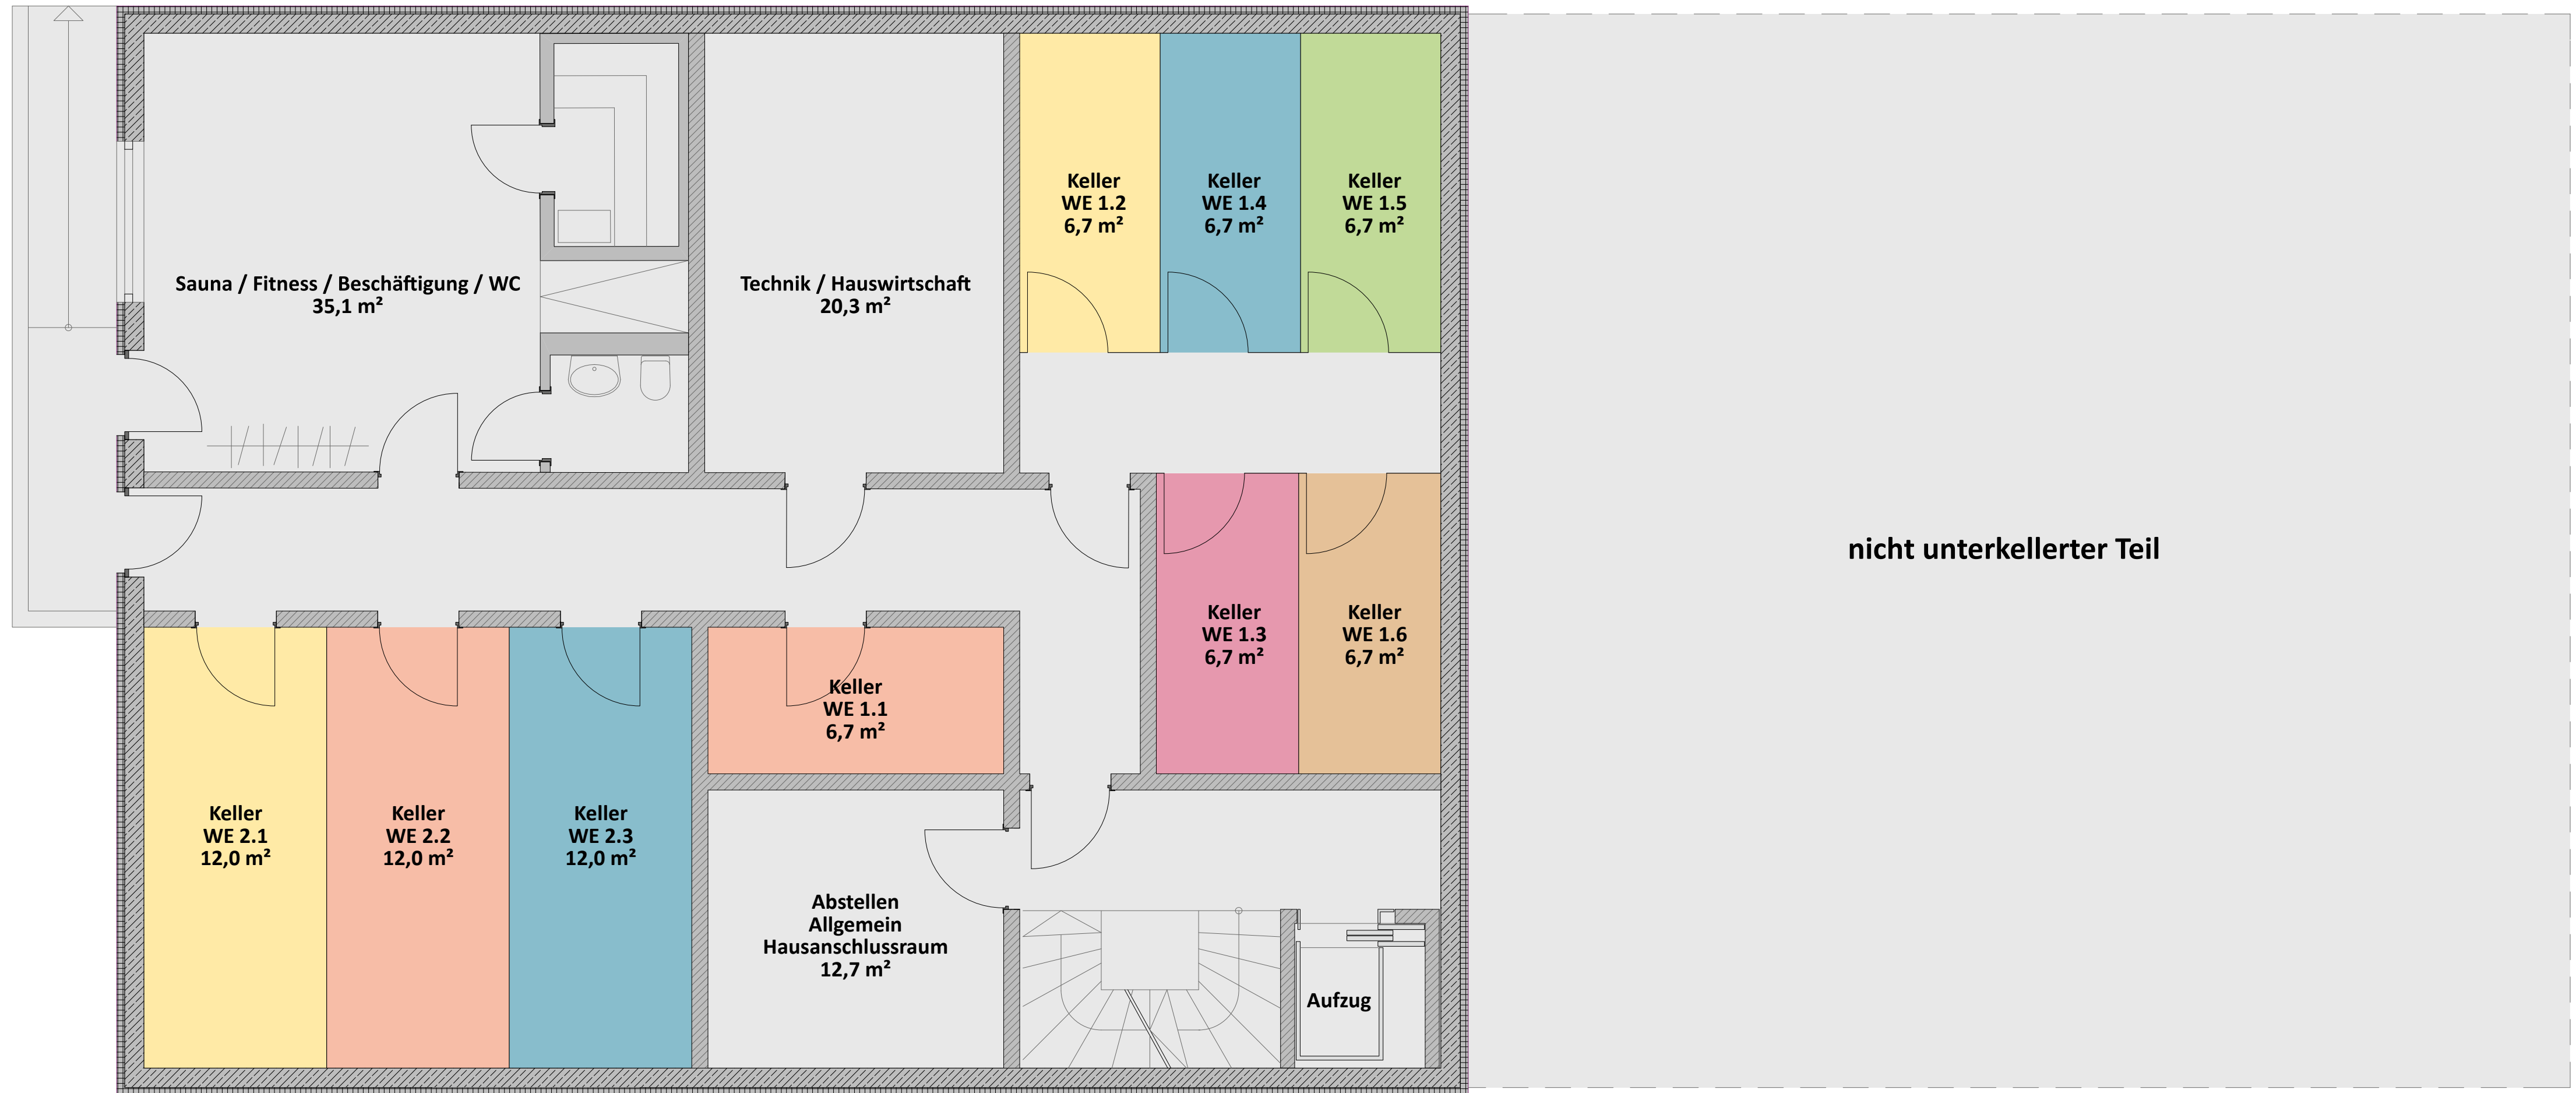 Keller
WE 1.2
6,7 m²
Keller
WE 1.4
6,7 m²
Keller
WE 1.5
6,7 m²
Sauna / Fitness / Beschäftigung / WC
35,1 m²
Technik / Hauswirtschaft
20,3 m²
nicht unterkellerter Teil
Keller
WE 1.3
6,7 m²
Keller
WE 1.6
6,7 m²
Keller
WE 1.1
6,7 m²
Keller
WE 2.1
12,0 m²
Keller
WE 2.2
12,0 m²
Keller
WE 2.3
12,0 m²
Abstellen
Allgemein
Hausanschlussraum
12,7 m²
Aufzug